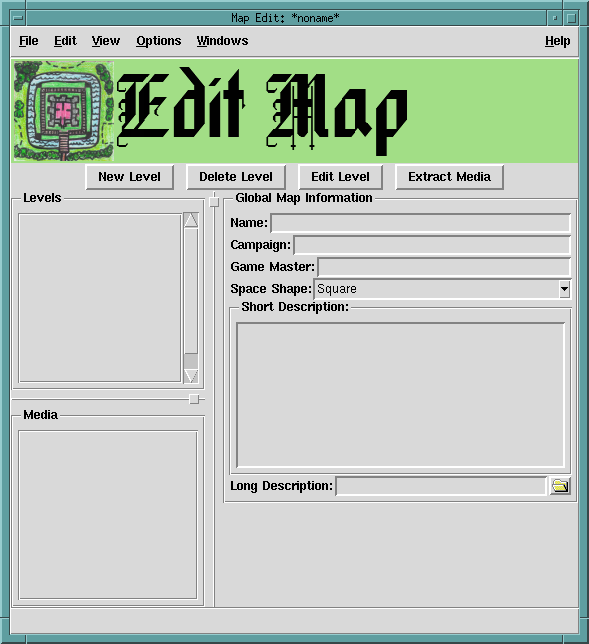 Map Edit: *noname*
File Edit View Options Windows Help
Edit Map
New Level Delete Level Edit Level Extract Media
Levels
Global Map Information
Name:
Campaign:
Game Master:
Space Shape: Square
Short Description:
Media
Long Description: